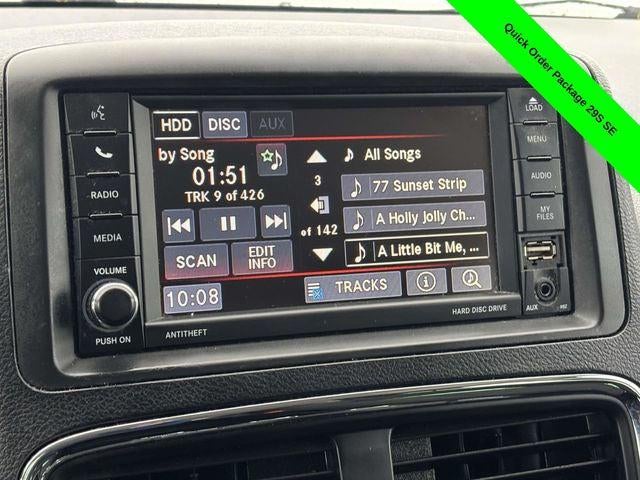 Quick Order Package 29S SE
HDD DISC AUX
by Song
01:51
TRK 9 of 426
3
of 142
All Songs
77 Sunset Strip
A Holly Jolly Ch...
A Little Bit Me, ...
SCAN
EDIT INFO
10:08
TRACKS
RADIO
MEDIA
VOLUME
PUSH ON
ANTITHEFT
HARD DISC DRIVE
LOAD
MENU
AUDIO
MY
FILES
AUX